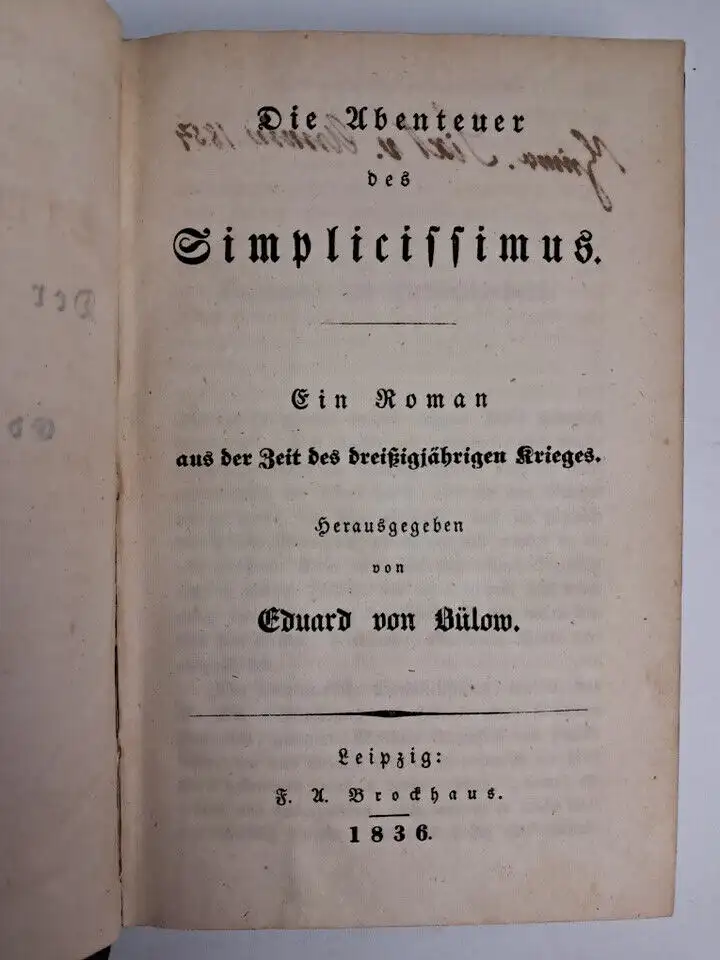 Die Abenteuer
des
Simpliciſſimus.
Ein Roman
aus der Zeit des dreißigjährigen Krieges.
Herausgegeben
von
Eduard von Bülow.
Leipzig:
F. A. Brockhaus.
1836.